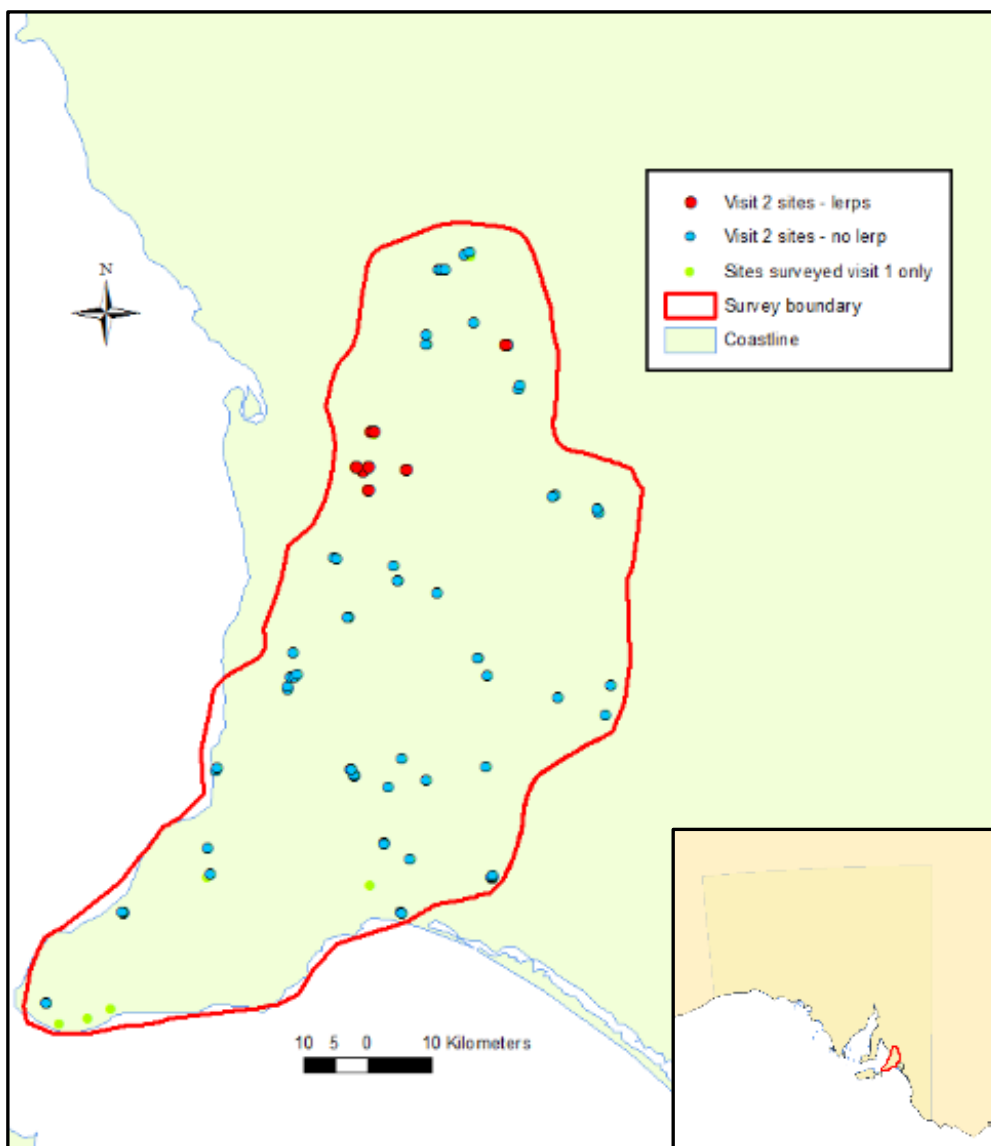 N
Visit 2 sites - lerps
Visit 2 sites - no lerp
Sites surveyed visit 1 only
Survey boundary
Coastline
10 5 0 10 Kilometers